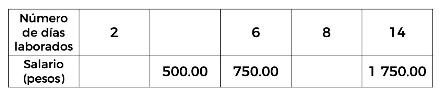 Número
de días
laborados
2
6
8
14
Salario
(pesos)
500.00
750.00
1 750.00